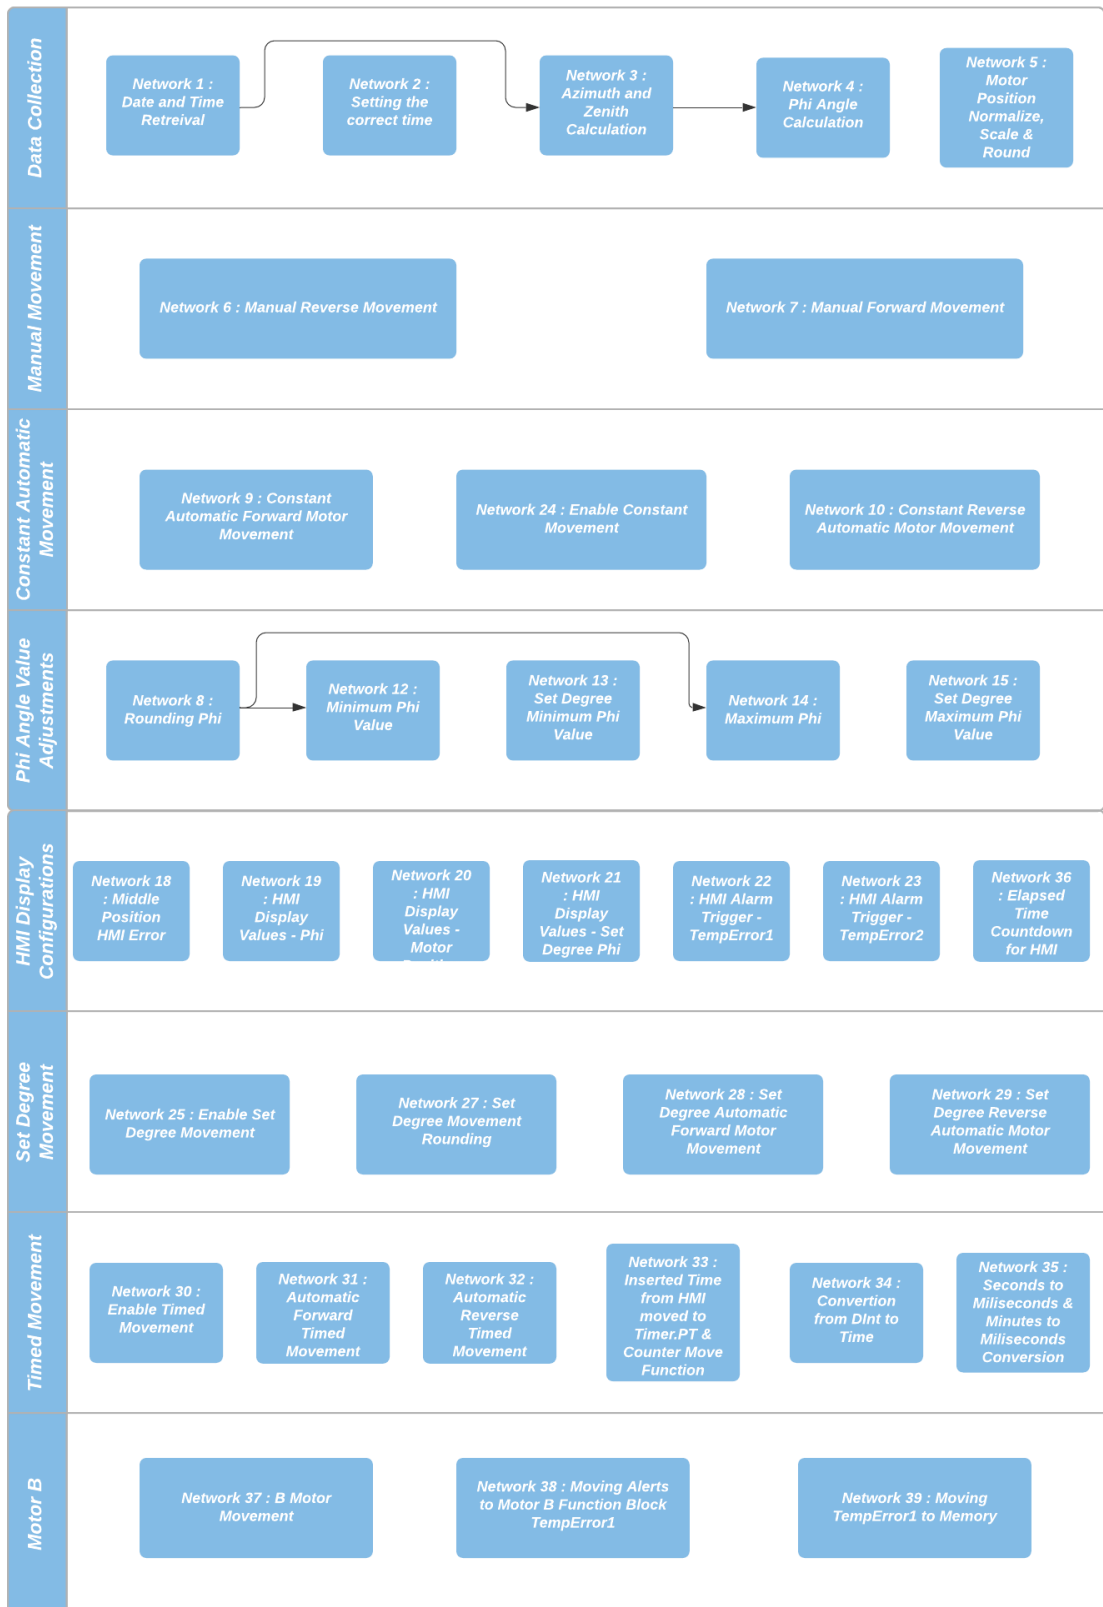 Data Collection
Network 1 :
Date and Time
Retreival
Network 2 :
Setting the
correct time
Network 3 :
Azimuth and
Zenith
Calculation
Network 4 :
Phi Angle
Calculation
Network 5 :
Motor
Position
Normalize,
Scale &
Round
Manual Movement
Network 6 : Manual Reverse Movement
Network 7 : Manual Forward Movement
Constant Automatic
Movement
Network 9 : Constant
Automatic Forward Motor
Movement
Network 24 : Enable Constant
Movement
Network 10 : Constant Reverse
Automatic Motor Movement
Phi Angle Value
Adjustments
Network 8 :
Rounding Phi
Network 12 :
Minimum Phi
Value
Network 13 :
Set Degree
Minimum Phi
Value
Network 14 :
Maximum Phi
Network 15 :
Set Degree
Maximum Phi
Value
HMI Display
Configurations
Network 18
: Middle
Position
HMI Error
Network 19
: HMI
Display
Values - Phi
Network 20
: HMI
Display
Values -
Motor
Network 21
: HMI
Display
Values - Set
Degree Phi
Network 22
: HMI Alarm
Trigger -
TempError1
Network 23
: HMI Alarm
Trigger -
TempError2
Network 36
: Elapsed
Time
Countdown
for HMI
Set Degree
Movement
Network 25 : Enable Set
Degree Movement
Network 27 : Set
Degree Movement
Rounding
Network 28 : Set
Degree Automatic
Forward Motor
Movement
Network 29 : Set
Degree Reverse
Automatic Motor
Movement
Timed Movement
Network 30 :
Enable Timed
Movement
Network 31 :
Automatic
Forward
Timed
Movement
Network 32 :
Automatic
Reverse
Timed
Movement
Network 33 :
Inserted Time
from HMI
moved to
Timer.PT &
Counter Move
Function
Network 34 :
Convertion
from DInt to
Time
Network 35 :
Seconds to
Miliseconds &
Minutes to
Miliseconds
Conversion
Motor B
Network 37 : B Motor
Movement
Network 38 : Moving Alerts
to Motor B Function Block
TempError1
Network 39 : Moving
TempError1 to Memory